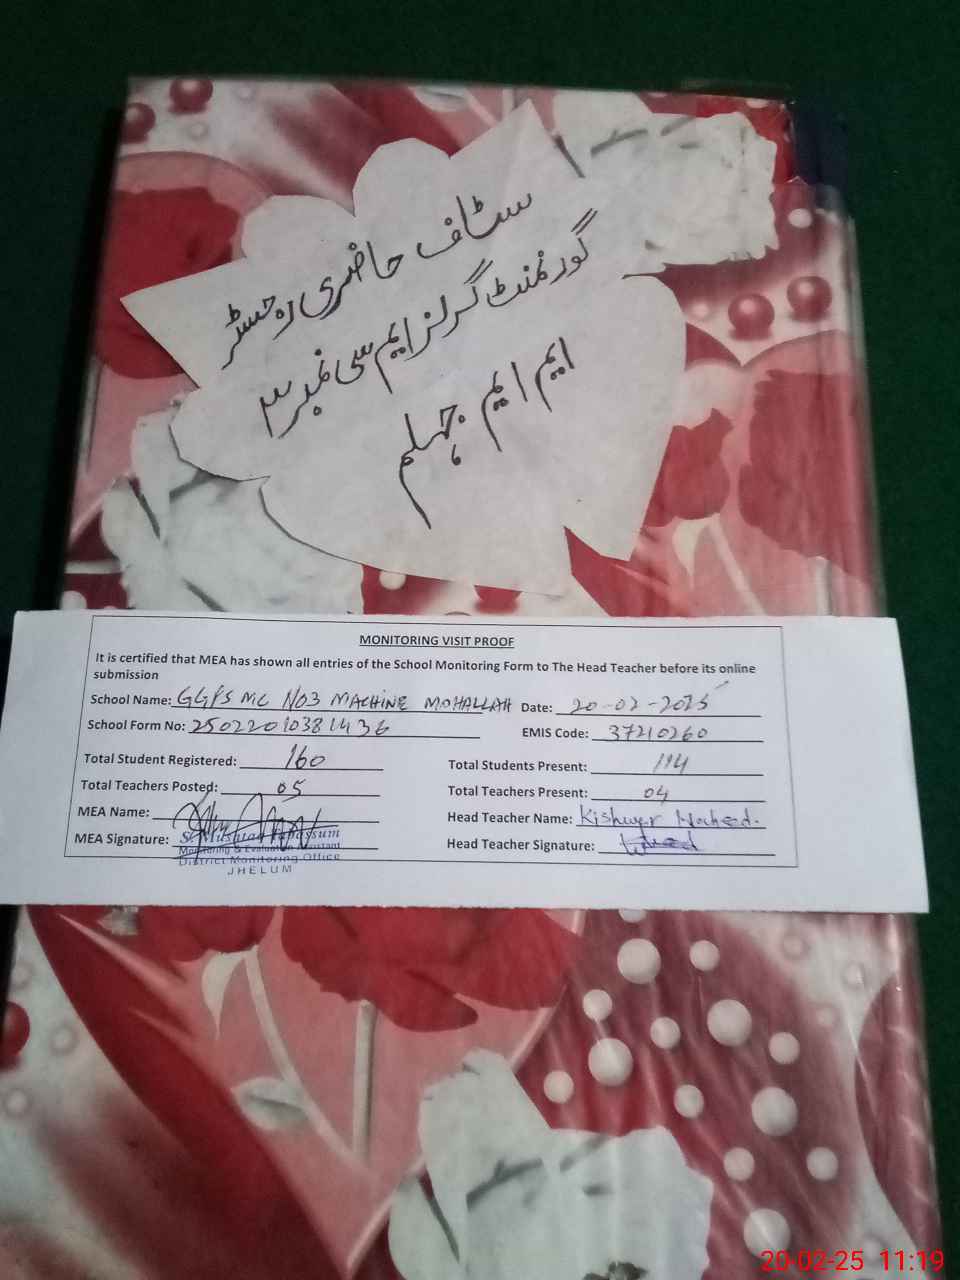 سٹاف حاضری رجسٹر
گورنمنٹ گرلز ایم سی نمبر ۳
ایم ایم جہلم
MONITORING VISIT PROOF
It is certified that MEA has shown all entries of the School Monitoring Form to The Head Teacher before its online
submission
School Name: GGPS MC NO3 MACHINE MOHALLAH Date: 20-02-2025
School Form No: 25022010381436 EMIS Code: 37210260
Total Student Registered: 160 Total Students Present: 114
Total Teachers Posted: 05 Total Teachers Present: 04
MEA Name: Head Teacher Name: Kishwer Naheed.
MEA Signature: Head Teacher Signature:
Monitoring & Evaluation Assistant
District Monitoring Office
JHELUM
20-02-25 11:19